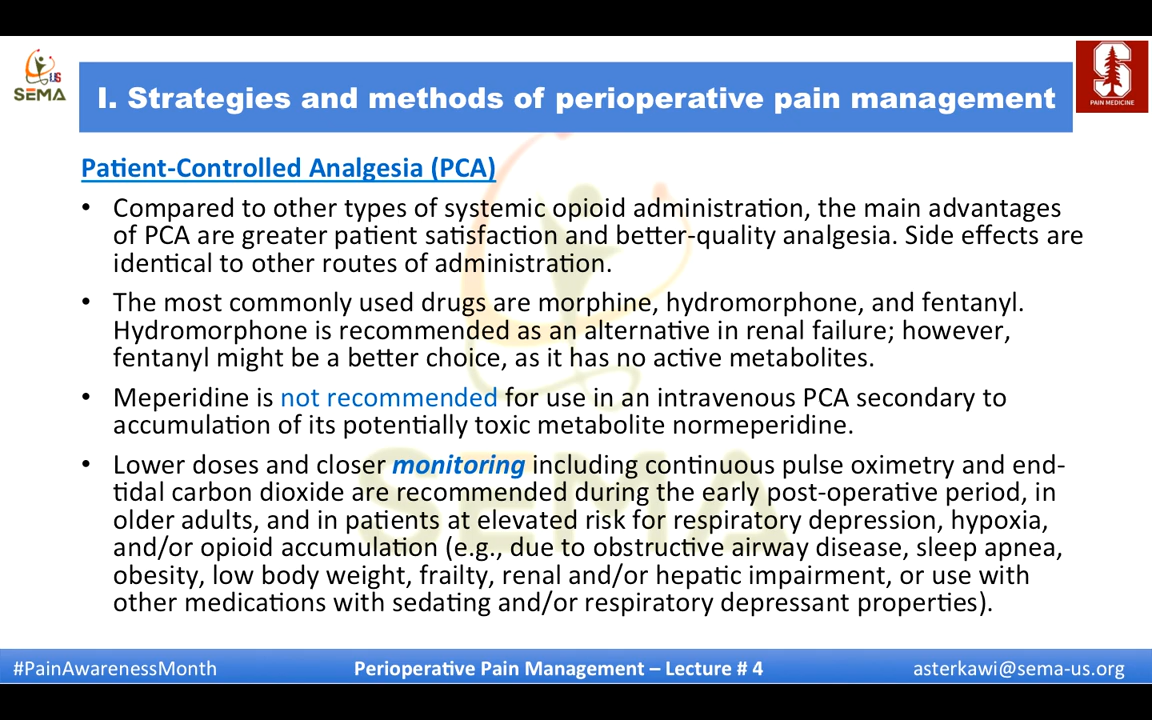 US
SEMA
I. Strategies and methods of perioperative pain management
S
PAIN MEDICINE
Patient-Controlled Analgesia (PCA)
• Compared to other types of systemic opioid administration, the main advantages
of PCA are greater patient satisfaction and better-quality analgesia. Side effects are
identical to other routes of administration.
• The most commonly used drugs are morphine, hydromorphone, and fentanyl.
Hydromorphone is recommended as an alternative in renal failure; however,
fentanyl might be a better choice, as it has no active metabolites.
• Meperidine is not recommended for use in an intravenous PCA secondary to
accumulation of its potentially toxic metabolite normeperidine.
• Lower doses and closer monitoring including continuous pulse oximetry and end-
tidal carbon dioxide are recommended during the early post-operative period, in
older adults, and in patients at elevated risk for respiratory depression, hypoxia,
and/or opioid accumulation (e.g., due to obstructive airway disease, sleep apnea,
obesity, low body weight, frailty, renal and/or hepatic impairment, or use with
other medications with sedating and/or respiratory depressant properties).
SEMA
#PainAwarenessMonth
Perioperative Pain Management – Lecture # 4
asterkawi@sema-us.org